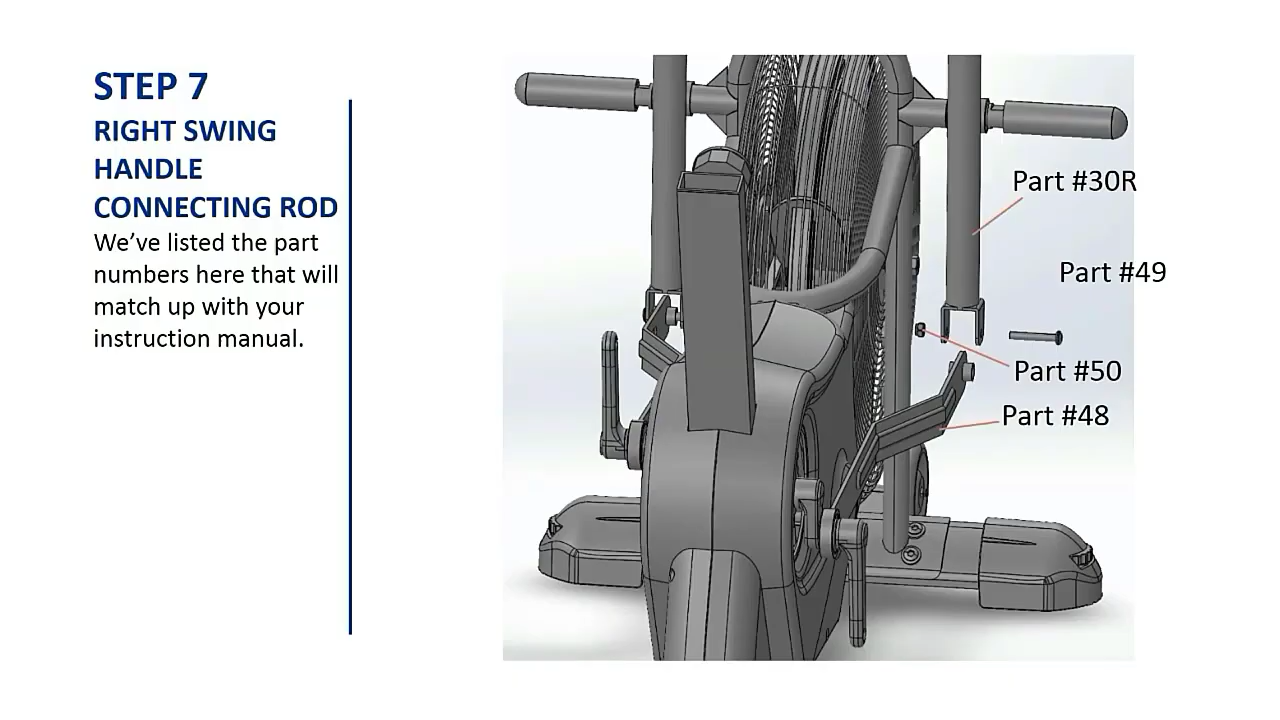 STEP 7
RIGHT SWING
HANDLE
CONNECTING ROD
We’ve listed the part
numbers here that will
match up with your
instruction manual.
Part #30R
Part #49
Part #50
Part #48